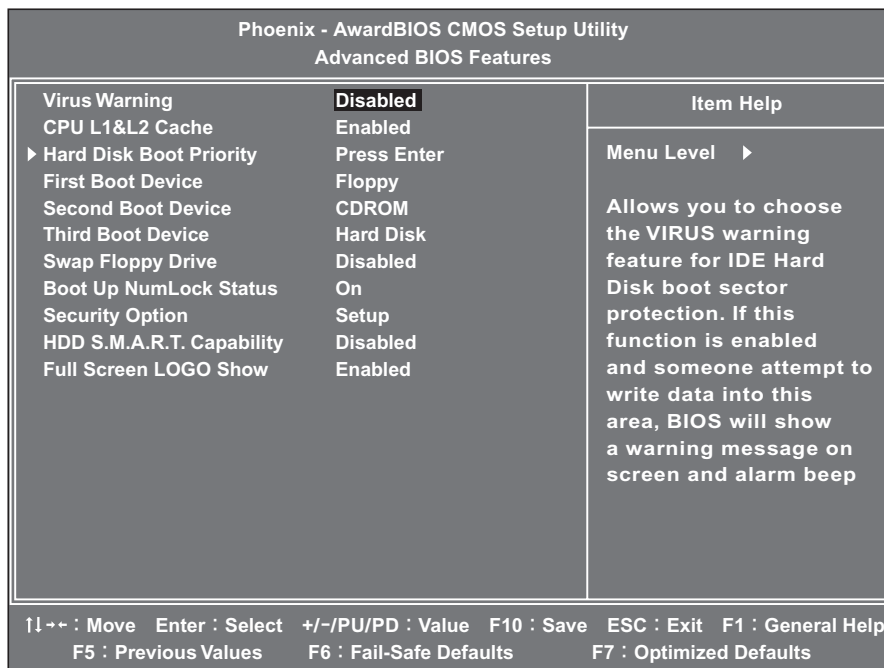 Phoenix - AwardBIOS CMOS Setup Utility
Advanced BIOS Features
Virus Warning Disabled
CPU L1&L2 Cache Enabled
Hard Disk Boot Priority Press Enter
First Boot Device Floppy
Second Boot Device CDROM
Third Boot Device Hard Disk
Swap Floppy Drive Disabled
Boot Up NumLock Status On
Security Option Setup
HDD S.M.A.R.T. Capability Disabled
Full Screen LOGO Show Enabled
Item Help
Menu Level
Allows you to choose
the VIRUS warning
feature for IDE Hard
Disk boot sector
protection. If this
function is enabled
and someone attempt to
write data into this
area, BIOS will show
a warning message on
screen and alarm beep
↑↓→←:Move Enter:Select +/-/PU/PD:Value F10:Save ESC:Exit F1:General Help
F5:Previous Values F6:Fail-Safe Defaults F7:Optimized Defaults